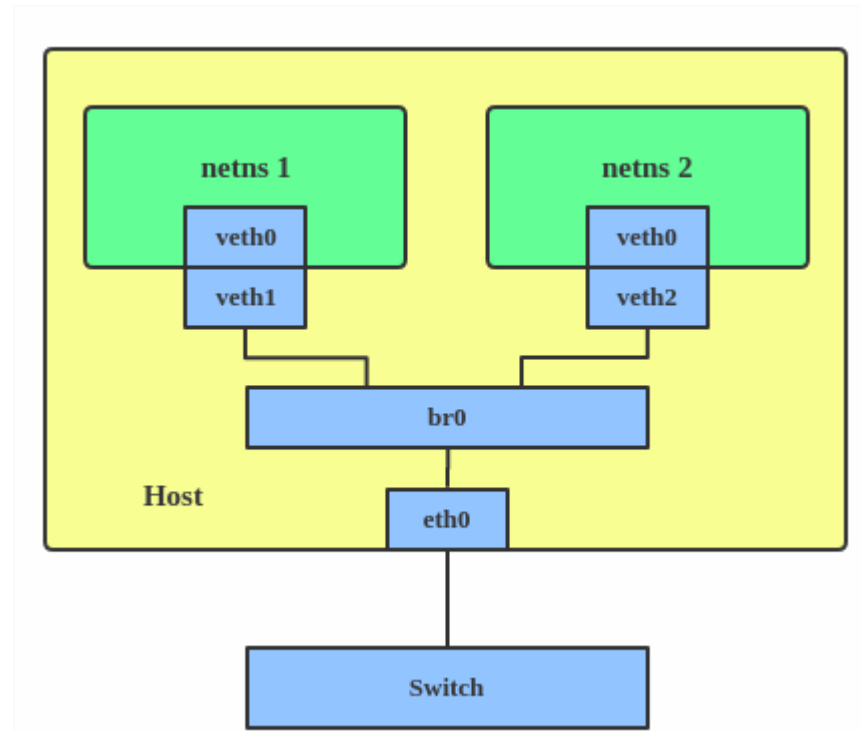 netns 1
netns 2
veth0
veth0
veth1
veth2
br0
Host
eth0
Switch